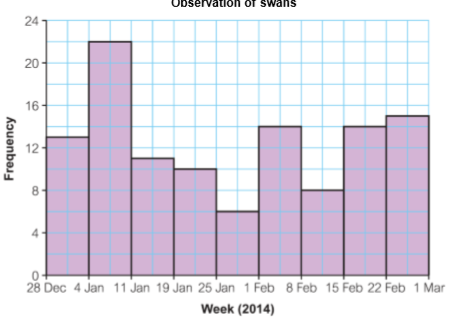 Observation of swans
24
20
16
12
8
4
0
Frequency
28 Dec 4 Jan 11 Jan 19 Jan 25 Jan 1 Feb 8 Feb 15 Feb 22 Feb 1 Mar
Week (2014)